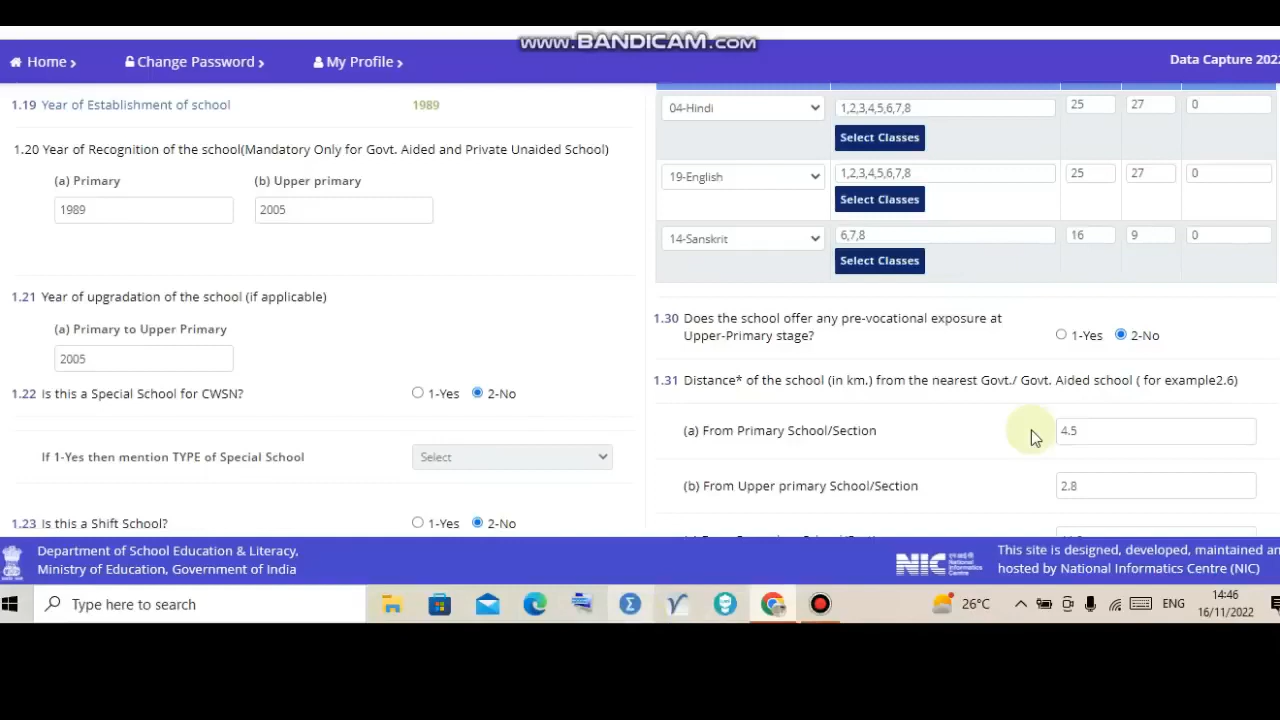 www.BANDICAM.com
Home
Change Password
My Profile
Data Capture 2022
1.19 Year of Establishment of school 1989
1.20 Year of Recognition of the school(Mandatory Only for Govt. Aided and Private Unaided School)
(a) Primary (b) Upper primary
1989 2005
1.21 Year of upgradation of the school (if applicable)
(a) Primary to Upper Primary
2005
1.22 Is this a Special School for CWSN? 1-Yes 2-No
If 1-Yes then mention TYPE of Special School Select
1.23 Is this a Shift School? 1-Yes 2-No
04-Hindi 1,2,3,4,5,6,7,8 25 27 0
Select Classes
19-English 1,2,3,4,5,6,7,8 25 27 0
Select Classes
14-Sanskrit 6,7,8 16 9 0
Select Classes
1.30 Does the school offer any pre-vocational exposure at
Upper-Primary stage? 1-Yes 2-No
1.31 Distance* of the school (in km.) from the nearest Govt./ Govt. Aided school ( for example2.6)
(a) From Primary School/Section 4.5
(b) From Upper primary School/Section 2.8
Department of School Education & Literacy,
Ministry of Education, Government of India
NIC
National
Informatics
Centre
This site is designed, developed, maintained an
hosted by National Informatics Centre (NIC)
Type here to search
26°C
ENG
14:46
16/11/2022